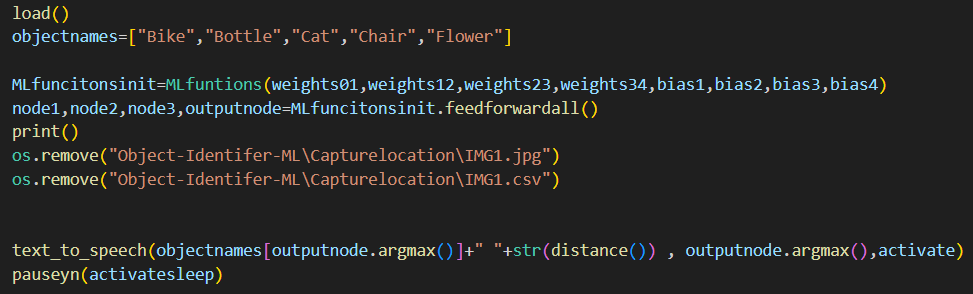 load()
objectnames=["Bike","Bottle","Cat","Chair","Flower"]
MLfuncitonsinit=MLfuntions(weights01,weights12,weights23,weights34,bias1,bias2,bias3,bias4)
node1,node2,node3,outputnode=MLfuncitonsinit.feedforwardall()
print()
os.remove("Object-Identifer-ML\Capturelocation\IMG1.jpg")
os.remove("Object-Identifer-ML\Capturelocation\IMG1.csv")
text_to_speech(objectnames[outputnode.argmax()]+" "+str(distance()) , outputnode.argmax(),activate)
pauseyn(activatesleep)